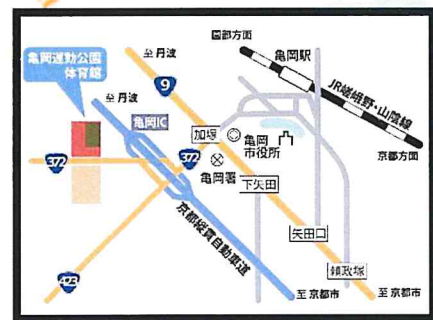 園部方面
至 丹波
亀岡駅
亀岡運動公園
体育館
9
JR嵯峨野・山陰線
至 丹波
亀岡IC
加塚
亀岡
市役所
京都方面
372
372
亀岡署
下矢田
京都縦貫自動車道
矢田口
頼政塚
423
至 京都市
至 京都市